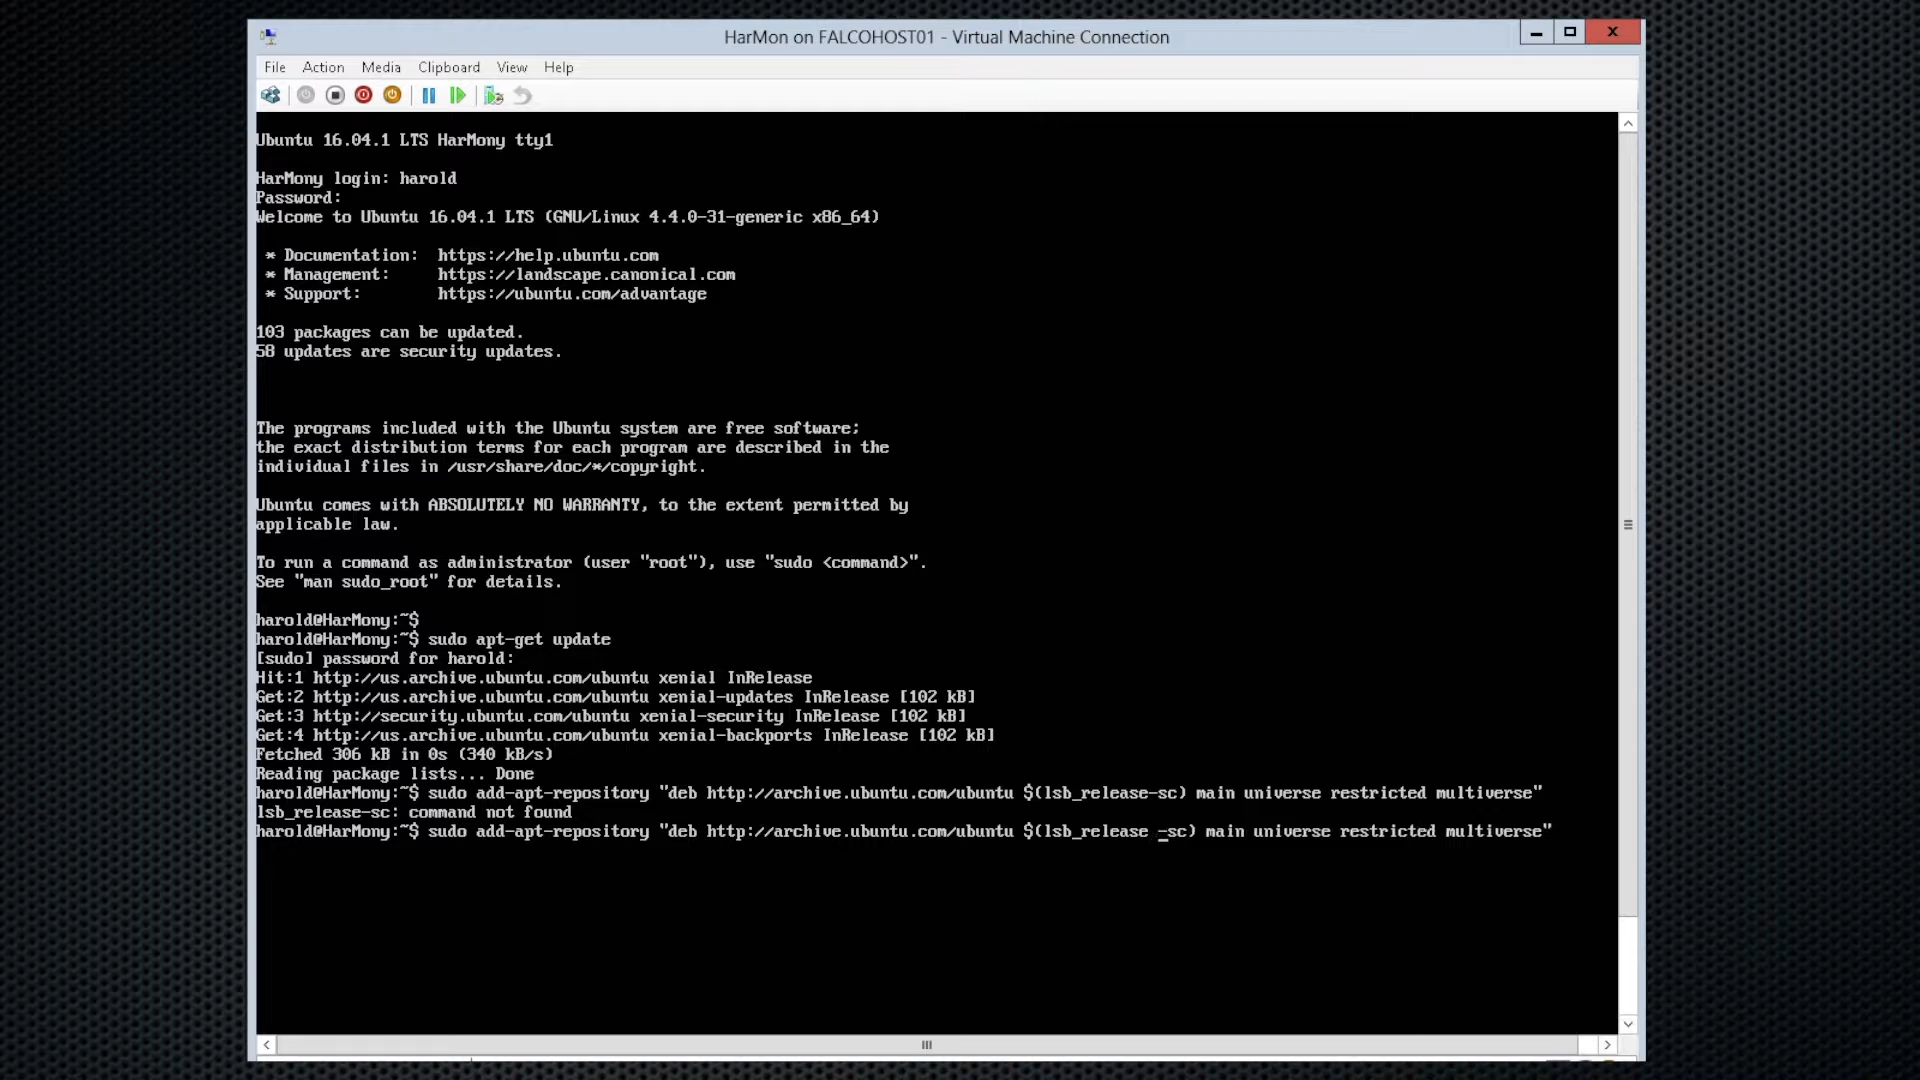 HarMon on FALCOHOST01 - Virtual Machine Connection
File Action Media Clipboard View Help
Ubuntu 16.04.1 LTS HarMony tty1
HarMony login: harold
Password:
Welcome to Ubuntu 16.04.1 LTS (GNU/Linux 4.4.0-31-generic x86_64)
* Documentation: https://help.ubuntu.com
* Management: https://landscape.canonical.com
* Support: https://ubuntu.com/advantage
103 packages can be updated.
58 updates are security updates.
The programs included with the Ubuntu system are free software;
the exact distribution terms for each program are described in the
individual files in /usr/share/doc/*/copyright.
Ubuntu comes with ABSOLUTELY NO WARRANTY, to the extent permitted by
applicable law.
To run a command as administrator (user "root"), use "sudo <command>".
See "man sudo_root" for details.
harold@HarMony:~$
harold@HarMony:~$ sudo apt-get update
[sudo] password for harold:
Hit:1 http://us.archive.ubuntu.com/ubuntu xenial InRelease
Get:2 http://us.archive.ubuntu.com/ubuntu xenial-updates InRelease [102 kB]
Get:3 http://security.ubuntu.com/ubuntu xenial-security InRelease [102 kB]
Get:4 http://us.archive.ubuntu.com/ubuntu xenial-backports InRelease [102 kB]
Fetched 306 kB in 0s (340 kB/s)
Reading package lists... Done
harold@HarMony:~$ sudo add-apt-repository "deb http://archive.ubuntu.com/ubuntu $(lsb_release-sc) main universe restricted multiverse"
lsb_release-sc: command not found
harold@HarMony:~$ sudo add-apt-repository "deb http://archive.ubuntu.com/ubuntu $(lsb_release -sc) main universe restricted multiverse"